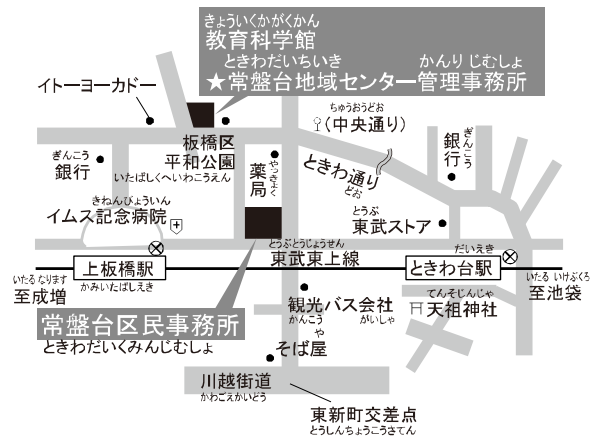 きょういくかがくかん
教育科学館
ときわだいちいき かんりじむしょ
★常盤台地域センター管理事務所
イトーヨーカドー
ちゅうおうどお
(中央通り)
板橋区
平和公園
いたばしくへいわこうえん
ぎんこう
銀行
薬局
やっきょく
ときわ通り
どお
銀行
ぎんこう
きねんびょういん
イムス記念病院
とうぶ
東武ストア
とうぶとうじょうせん
東武東上線
だいえき
ときわ台駅
上板橋駅
かみいたばしえき
いたるなります
至成増
いたるいけぶくろ
至池袋
常盤台区民事務所
ときわだいくみんじむしょ
観光バス会社
かんこう がいしゃ
てんそじんじゃ
天祖神社
や
そば屋
川越街道
かわごえかいどう
東新町交差点
とうしんちょうこうさてん